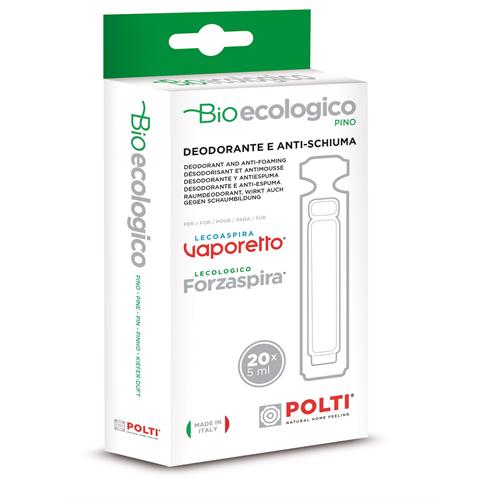 Bioecologico
PINO
DEODORANTE E ANTI-SCHIUMA
DEODORANT AND ANTI-FOAMING
DÉSODORISANT ET ANTIMOUSSE
DESODORANTE Y ANTIESPUMA
DESODORANTE E ANTI-ESPUMA
RAUMDEODORANT, WIRKT AUCH
GEGEN SCHAUMBILDUNG
PER / FOR / POUR / PARA / FÜR
LECOASPIRA
vaporetto®
LECOLOGICO
Forzaspira®
20x
5 ml
MADE IN
ITALY
POLTI®
NATURAL HOME FEELING
Bioecologico
PINO - PINE - PIN - PINHO - KIEFER-DUFT
POLTI®